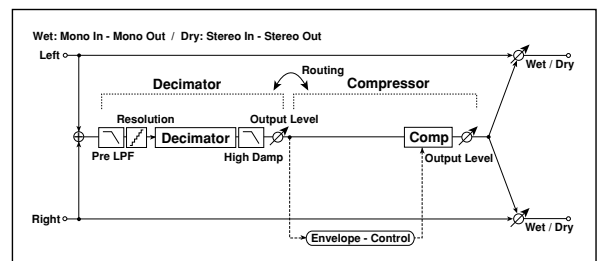 Wet: Mono In - Mono Out / Dry: Stereo In - Stereo Out
Left
Wet / Dry
Routing
Decimator
Compressor
Resolution
Output Level
Decimator
Comp
Pre LPF
High Damp
Output Level
Right
Wet / Dry
Envelope - Control